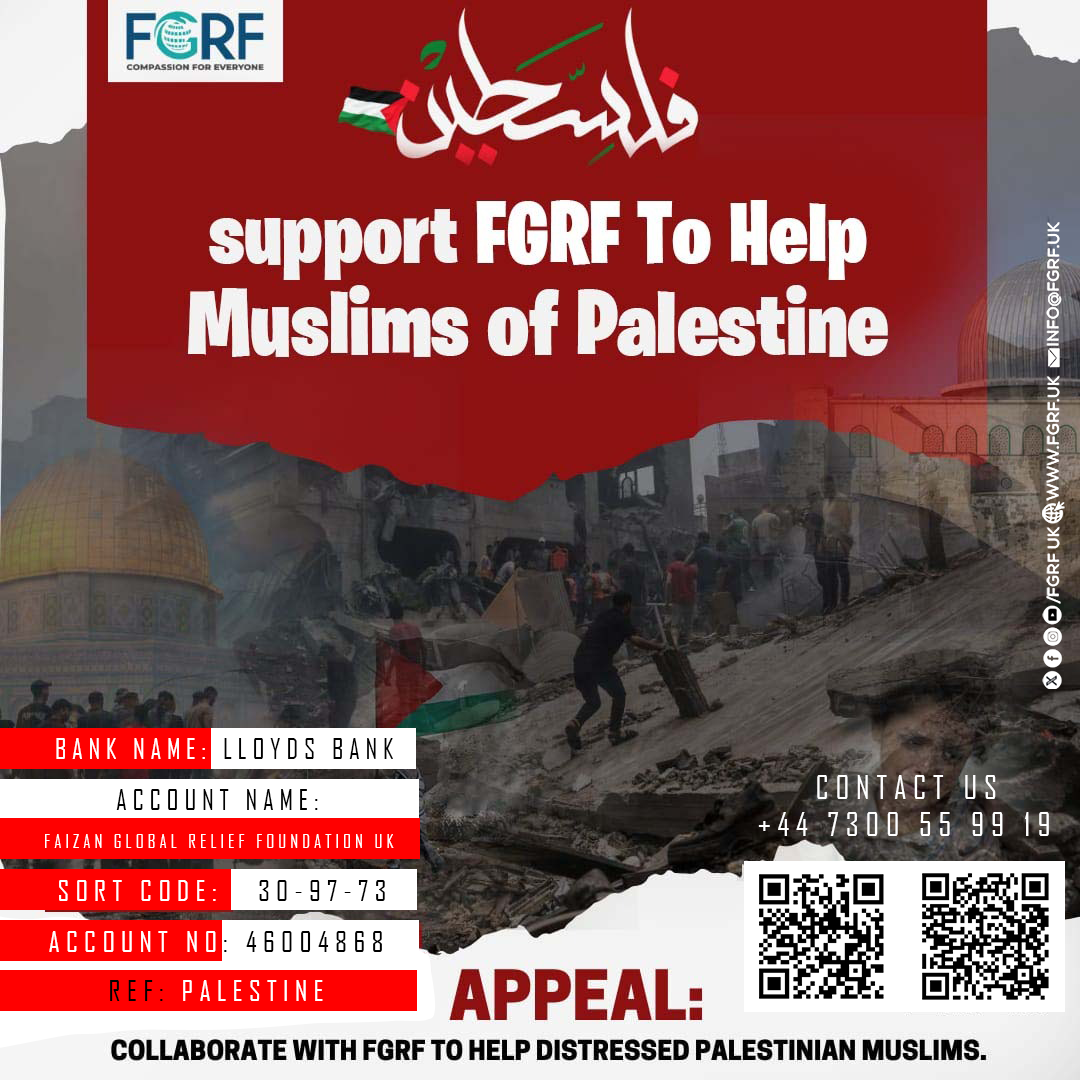 FGRF
COMPASSION FOR EVERYONE
فلسطين
support FGRF To Help
Muslims of Palestine
/FGRF UK WWW.FGRF.UK INFO@FGRF.UK
BANK NAME: LLOYDS BANK
ACCOUNT NAME:
FAIZAN GLOBAL RELIEF FOUNDATION UK
SORT CODE: 30-97-73
ACCOUNT NO: 46004868
REF: PALESTINE
CONTACT US
+44 7300 55 99 19
APPEAL:
COLLABORATE WITH FGRF TO HELP DISTRESSED PALESTINIAN MUSLIMS.